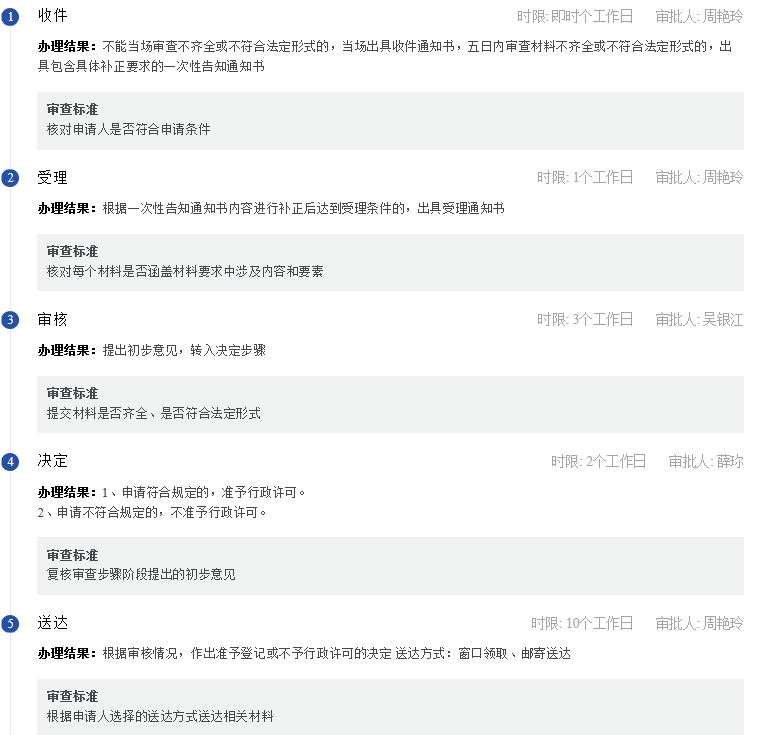 1 收件 时限: 即时个工作日 审批人: 周艳玲
办理结果：不能当场审查不齐全或不符合法定形式的，当场出具收件通知书，五日内审查材料不齐全或不符合法定形式的，出
具包含具体补正要求的一次性告知通知书
审查标准
核对申请人是否符合申请条件
2 受理 时限: 1个工作日 审批人: 周艳玲
办理结果：根据一次性告知通知书内容进行补正后达到受理条件的，出具受理通知书
审查标准
核对每个材料是否涵盖材料要求中涉及内容和要素
3 审核 时限: 3个工作日 审批人: 吴银江
办理结果：提出初步意见，转入决定步骤
审查标准
提交材料是否齐全、是否符合法定形式
4 决定 时限: 2个工作日 审批人: 薛珎
办理结果：1、申请符合规定的，准予行政许可。
2、申请不符合规定的，不准予行政许可。
审查标准
复核审查步骤阶段提出的初步意见
5 送达 时限: 10个工作日 审批人: 周艳玲
办理结果：根据审核情况，作出准予登记或不予行政许可的决定 送达方式：窗口领取、邮寄送达
审查标准
根据申请人选择的送达方式送达相关材料